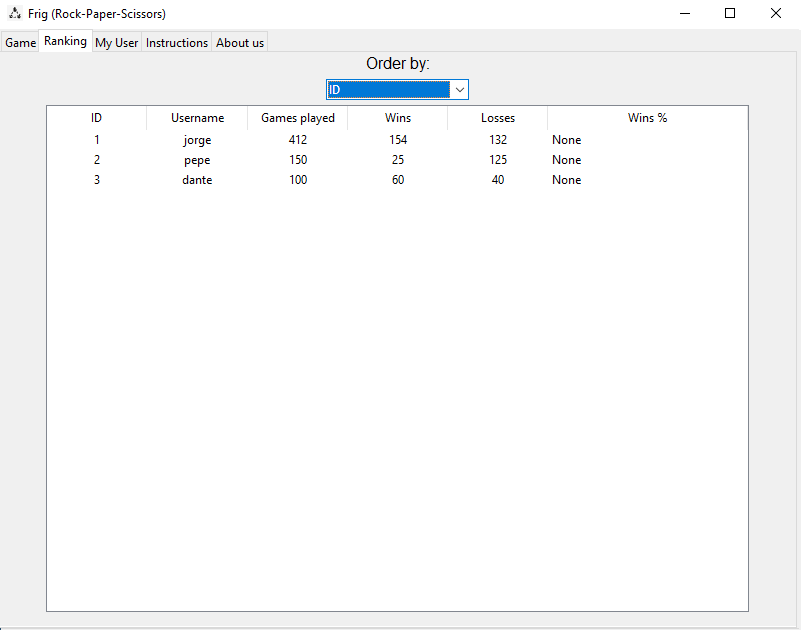 Frig (Rock-Paper-Scissors)
Game Ranking My User Instructions About us
Order by:
ID
ID Username Games played Wins Losses Wins %
1 jorge 412 154 132 None
2 pepe 150 25 125 None
3 dante 100 60 40 None